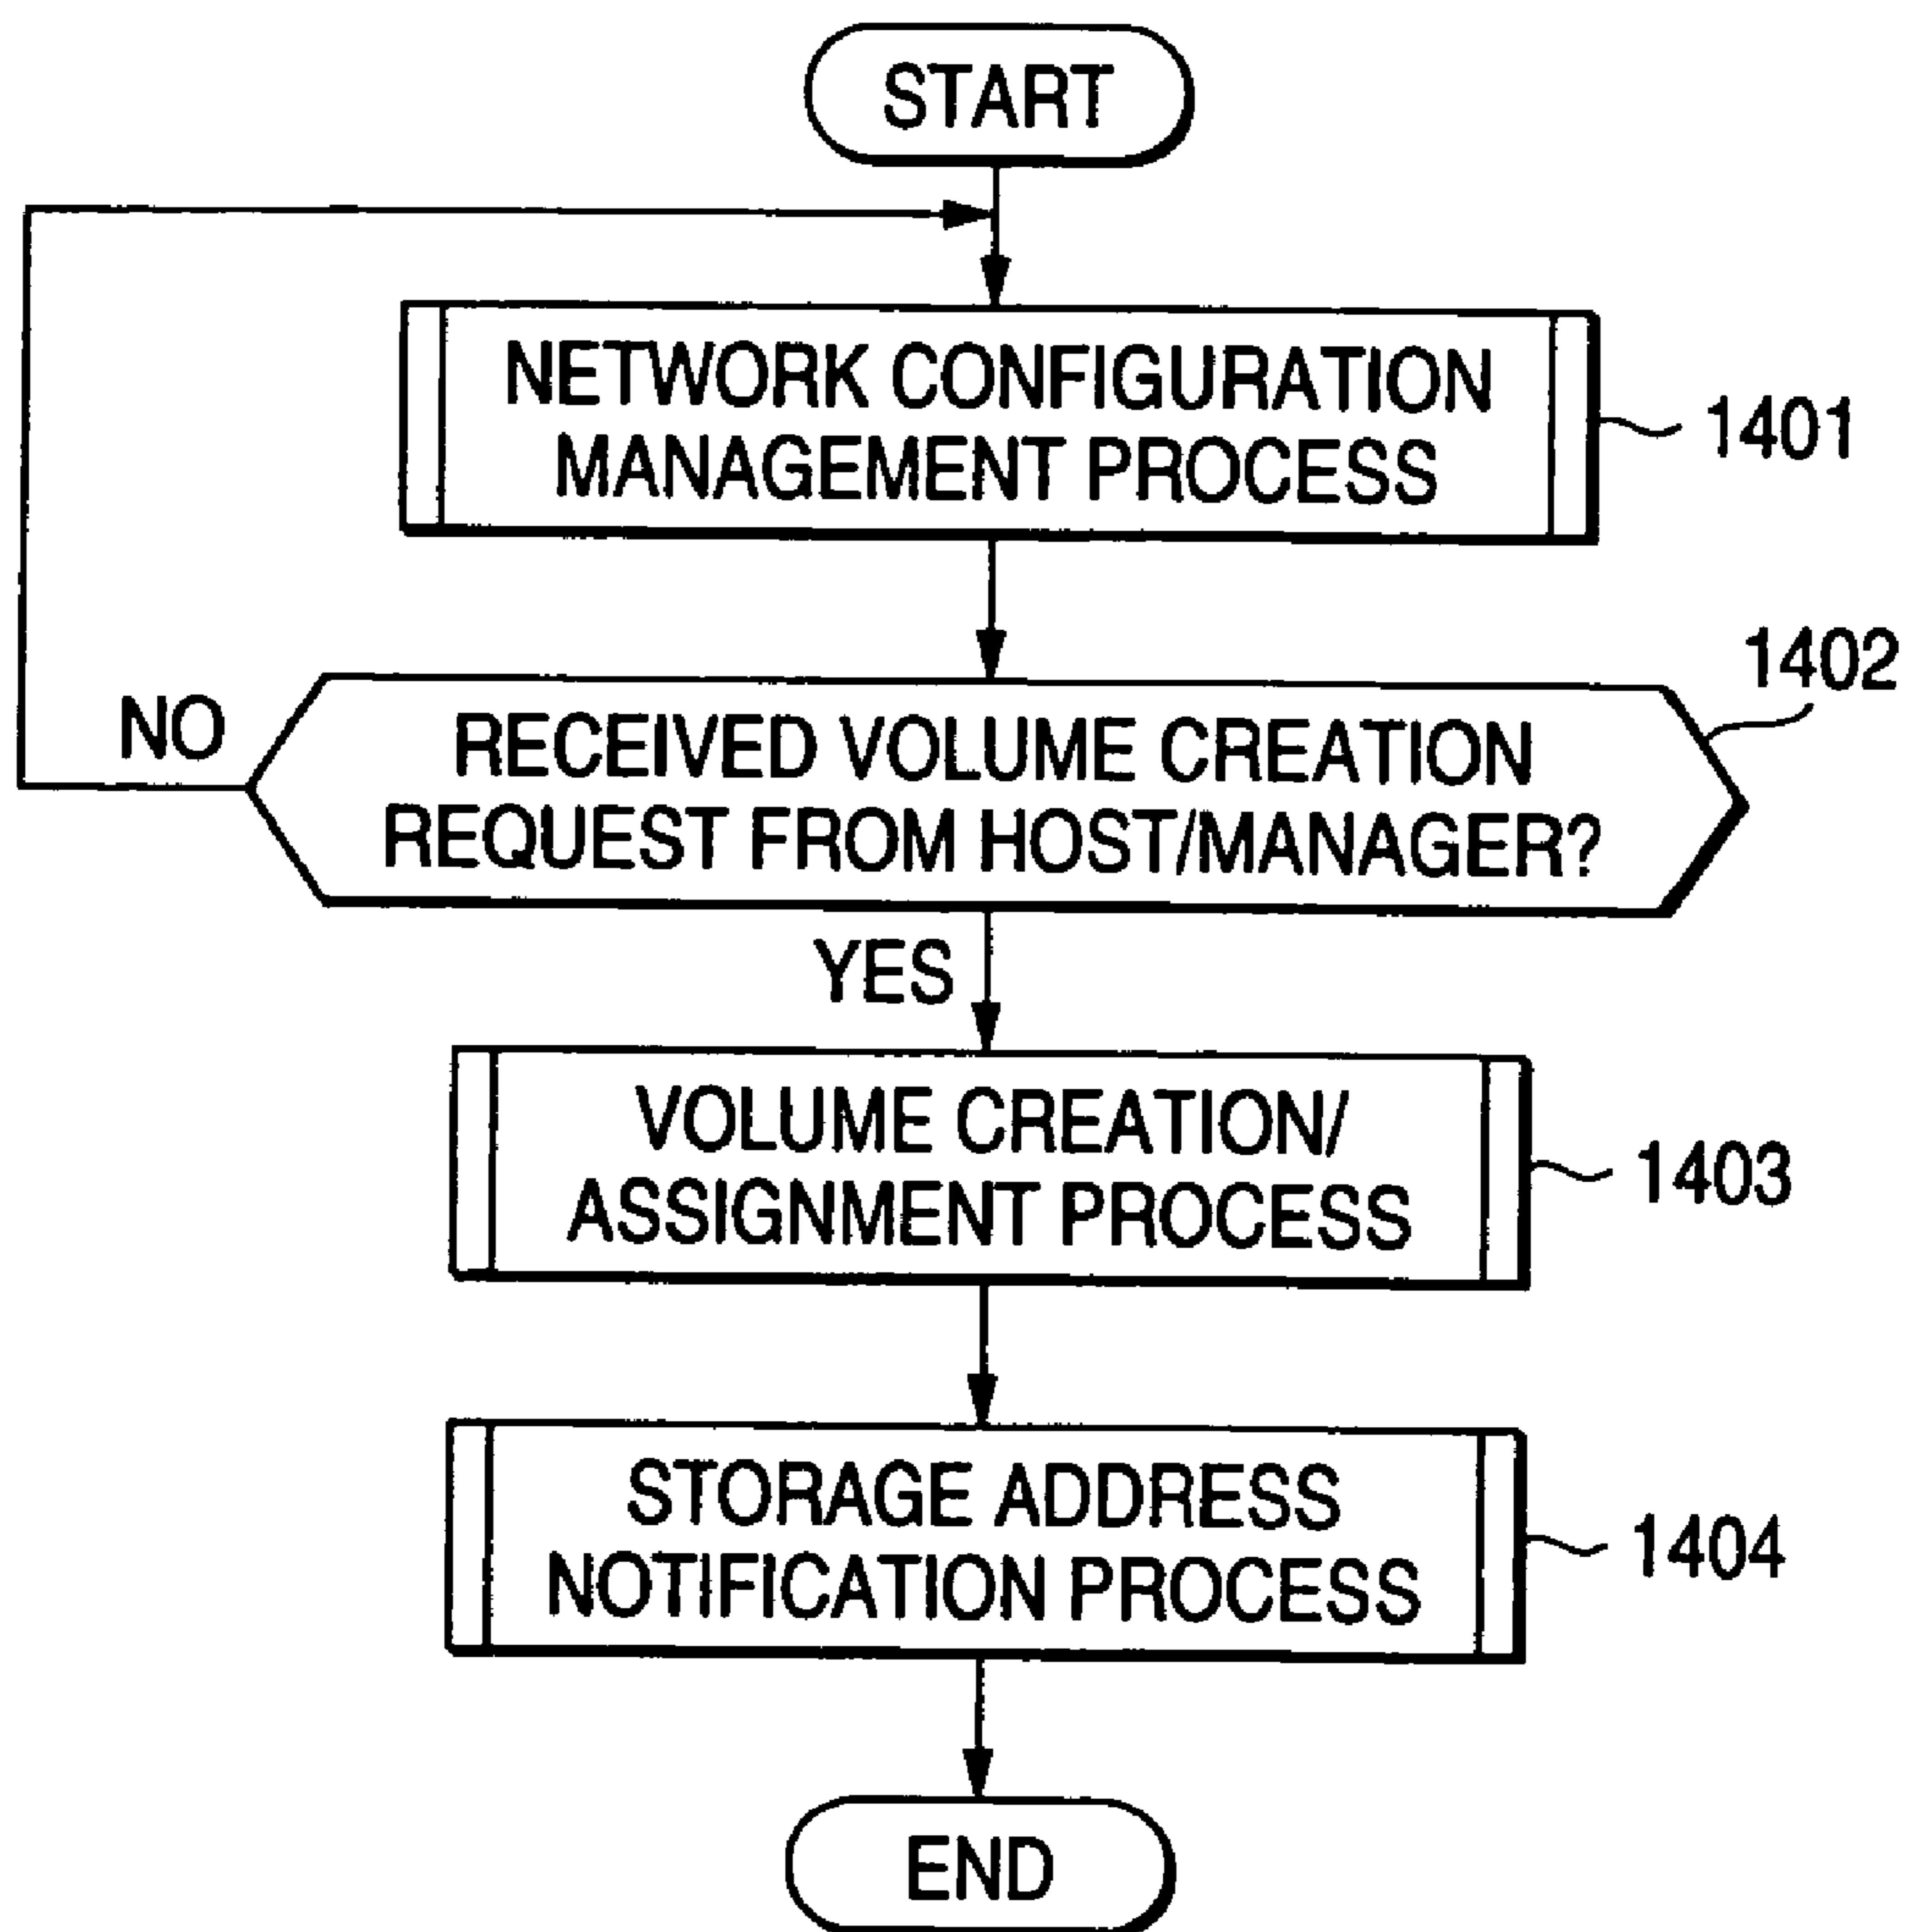 START
NETWORK CONFIGURATION
MANAGEMENT PROCESS
1401
1402
NO
RECEIVED VOLUME CREATION
REQUEST FROM HOST/MANAGER?
YES
VOLUME CREATION/
ASSIGNMENT PROCESS
1403
STORAGE ADDRESS
NOTIFICATION PROCESS
1404
END